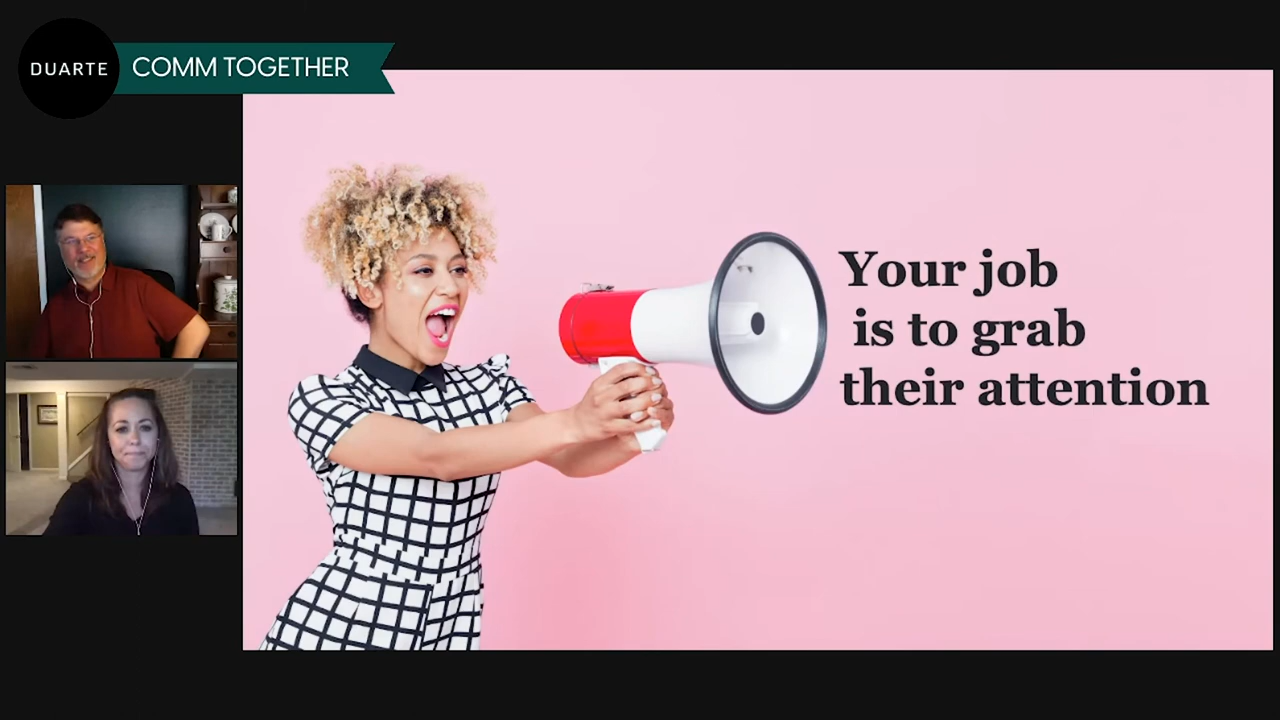 DUARTE
COMM TOGETHER
Your job
is to grab
their attention